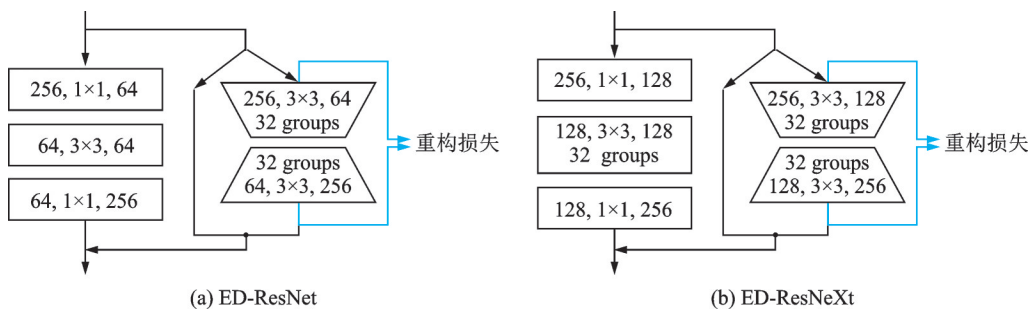 256, 1×1, 64
64, 3×3, 64
64, 1×1, 256
256, 3×3, 64
32 groups
32 groups
64, 3×3, 256
重构损失
(a) ED-ResNet
256, 1×1, 128
128, 3×3, 128
32 groups
128, 1×1, 256
256, 3×3, 128
32 groups
32 groups
128, 3×3, 256
重构损失
(b) ED-ResNeXt